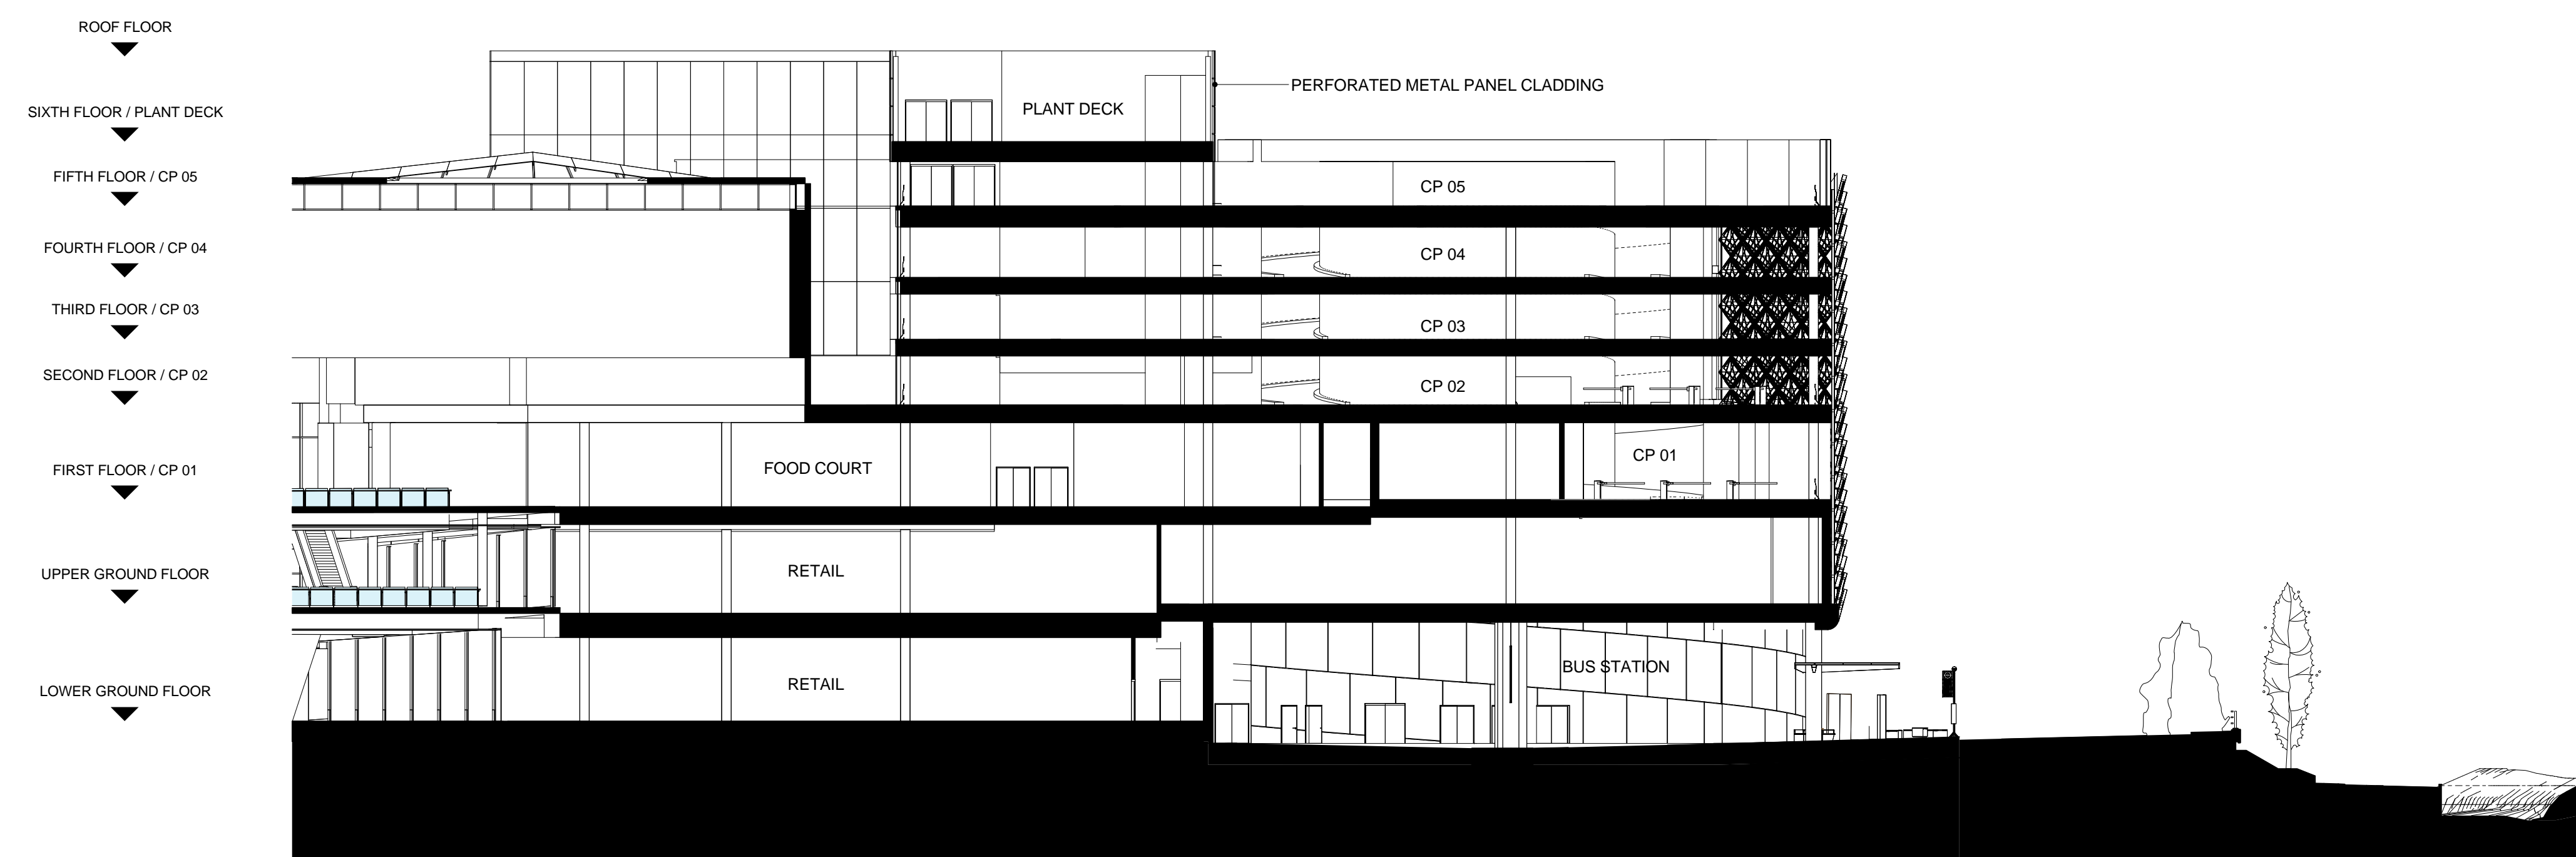 ROOF FLOOR
SIXTH FLOOR / PLANT DECK
FIFTH FLOOR / CP 05
FOURTH FLOOR / CP 04
THIRD FLOOR / CP 03
SECOND FLOOR / CP 02
FIRST FLOOR / CP 01
UPPER GROUND FLOOR
LOWER GROUND FLOOR
PERFORATED METAL PANEL CLADDING
PLANT DECK
CP 05
CP 04
CP 03
CP 02
FOOD COURT
CP 01
RETAIL
RETAIL
BUS STATION